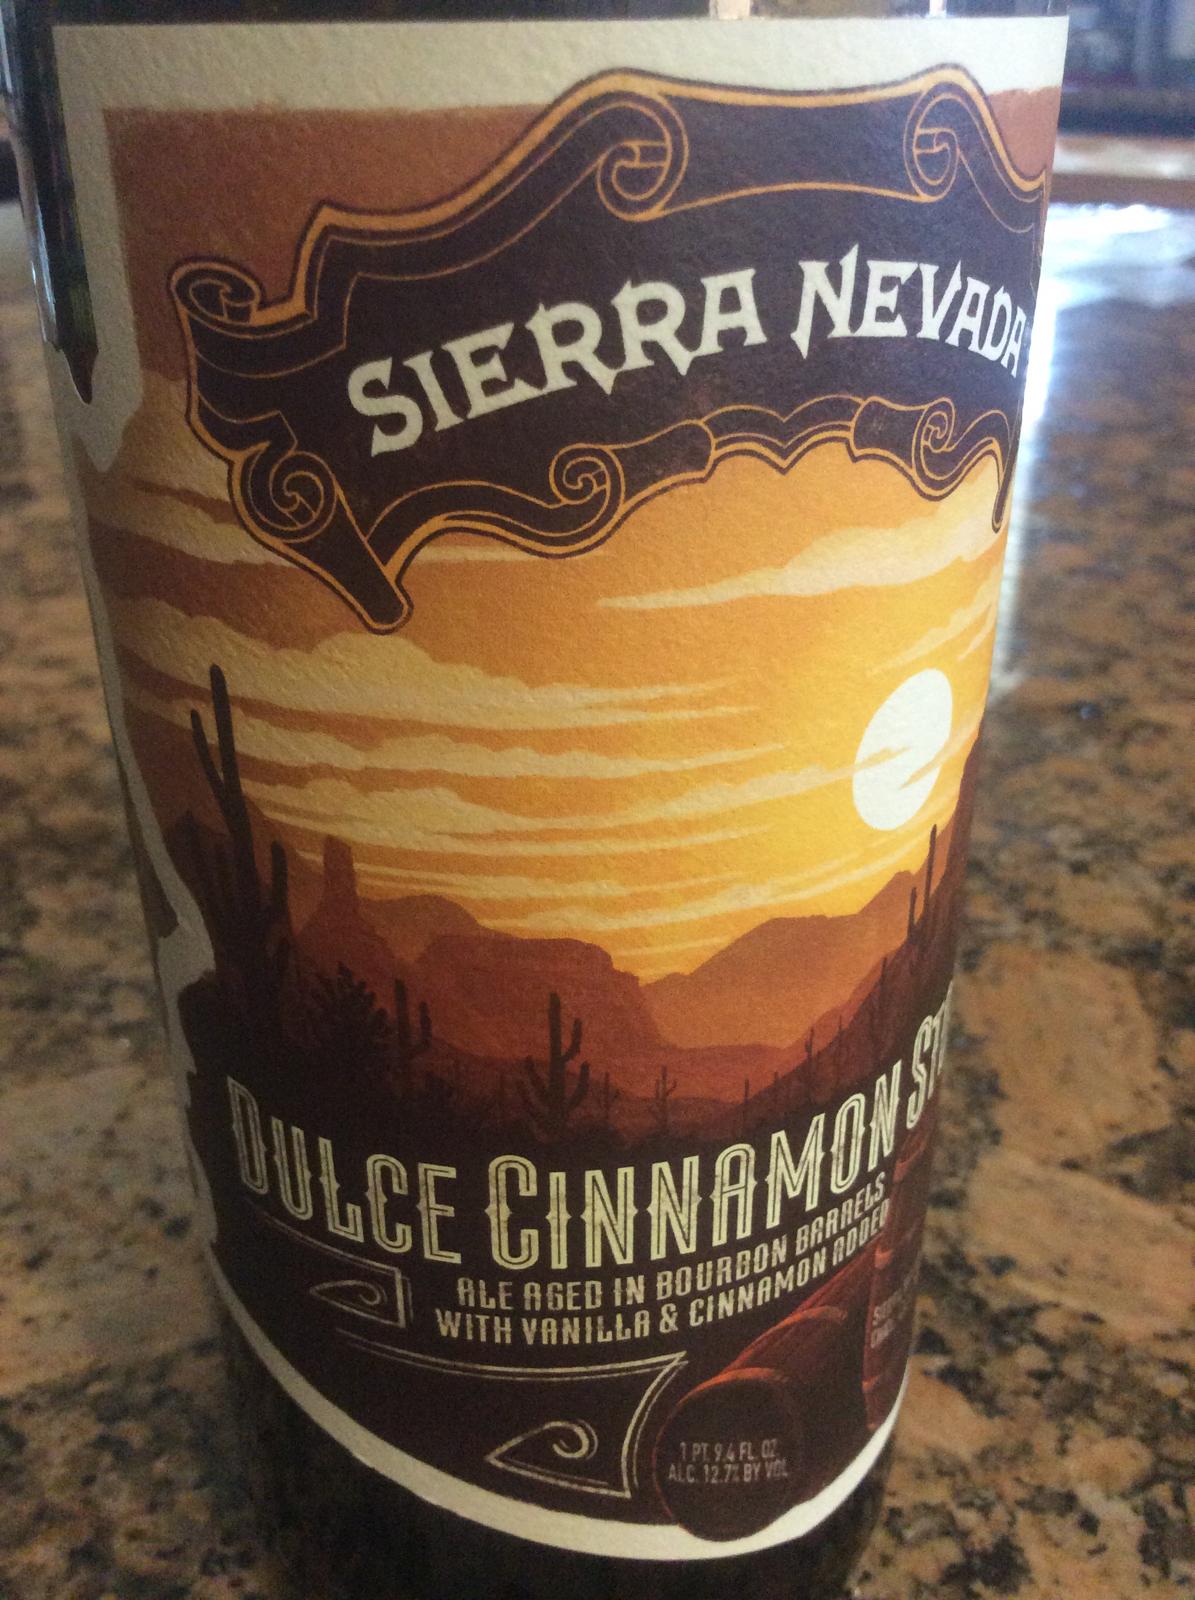 SIERRA NEVADA
DULCE CINNAMON
ALE AGED IN BOURBON BARRELS
WITH VANILLA & CINNAMON ADDED
1 PT. 9.4 FL. OZ.
ALC. 12.7% BY VOL